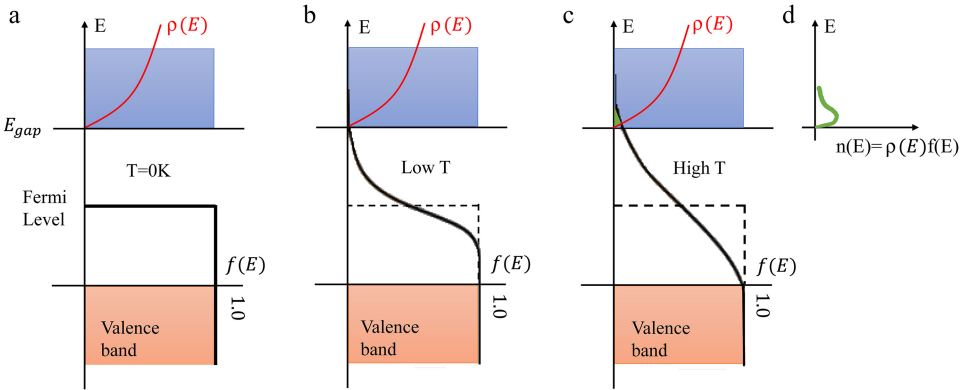 a
E
ρ(E)
E_gap
T=0K
Fermi
Level
f(E)
1.0
Valence
band
b
E
ρ(E)
Low T
f(E)
1.0
Valence
band
c
E
ρ(E)
High T
f(E)
1.0
Valence
band
d
E
n(E)= ρ(E)f(E)